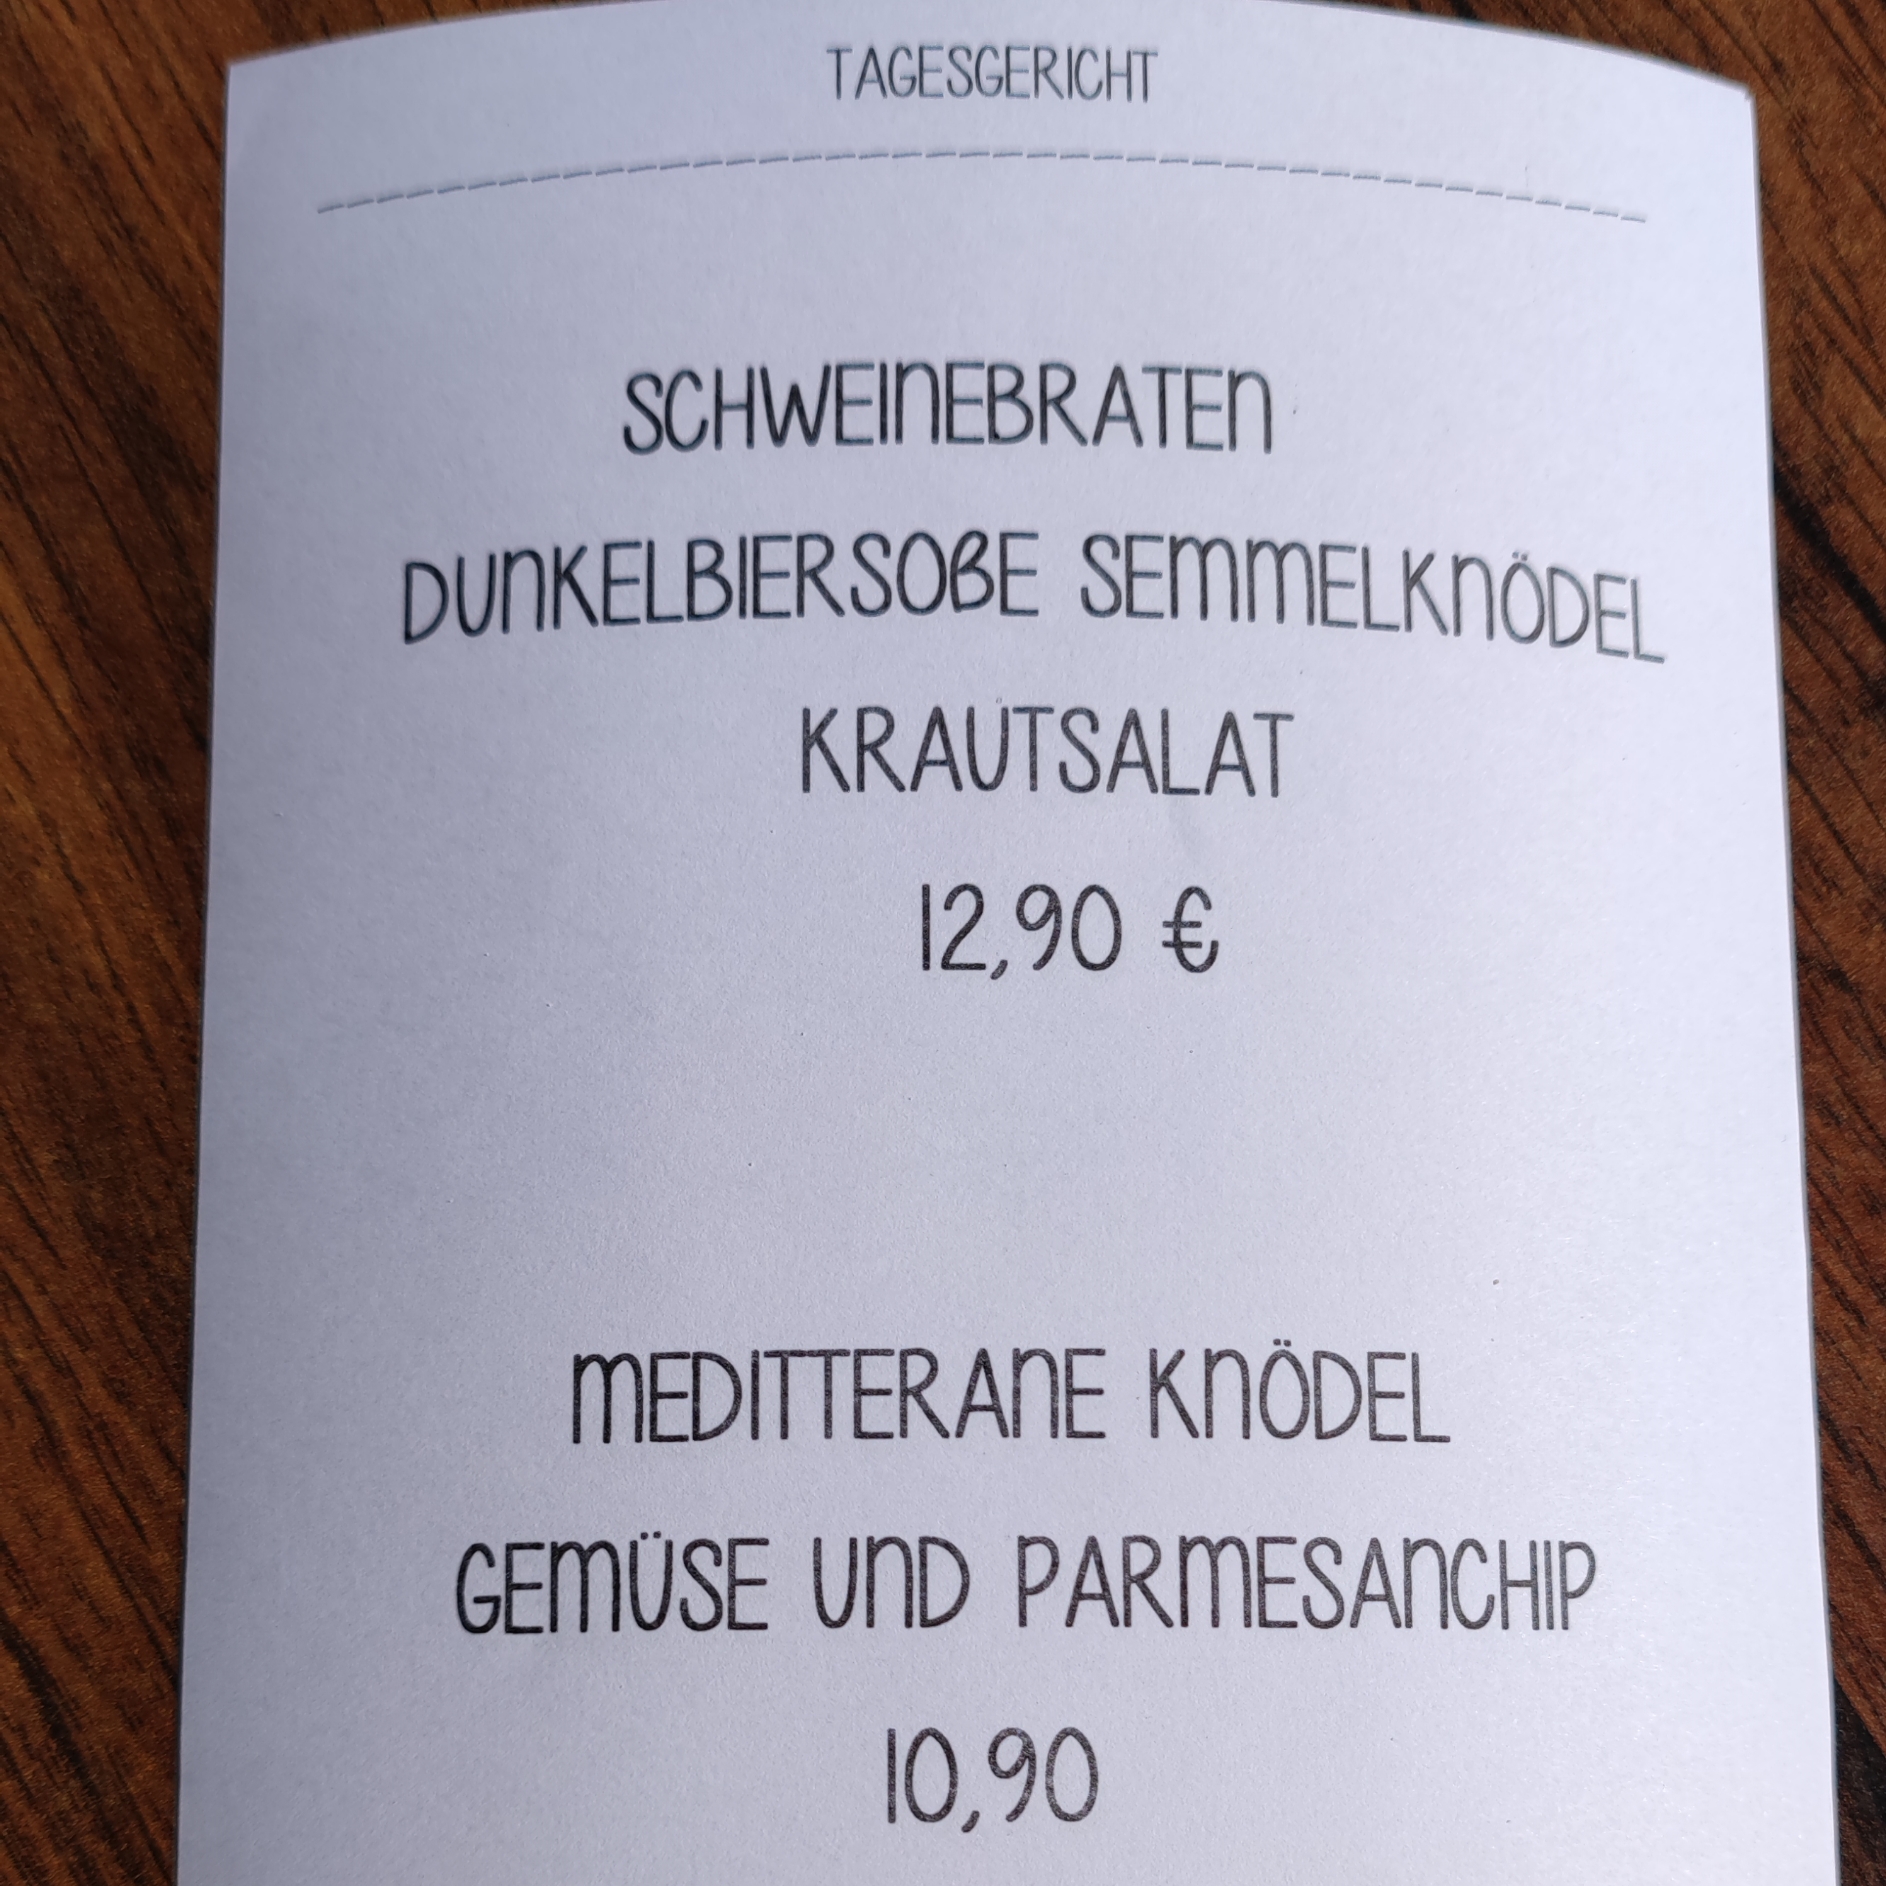 TAGESGERICHT
SCHWEINEBRATEN
DUNKELBIERSOßE SEMMELKNÖDEL
KRAUTSALAT
12,90 €
MEDITTERANE KNÖDEL
GEMÜSE UND PARMESANCHIP
10,90